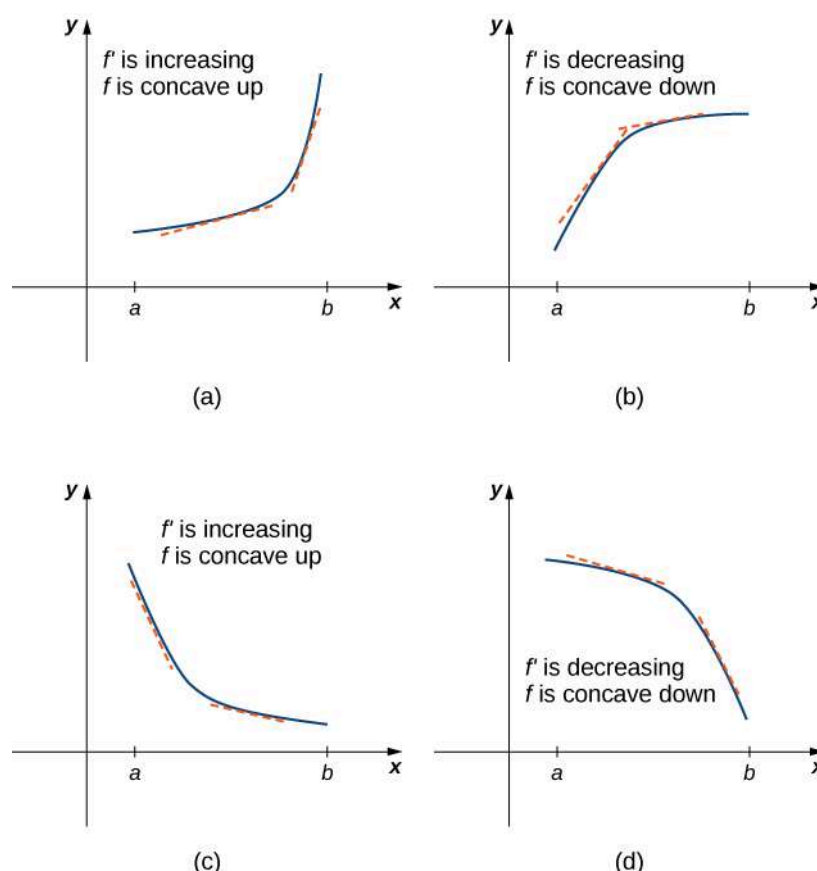 y
f' is increasing
f is concave up
a
b
x
(a)
y
f' is decreasing
f is concave down
a
b
x
(b)
y
f' is increasing
f is concave up
a
b
x
(c)
y
f' is decreasing
f is concave down
a
b
x
(d)